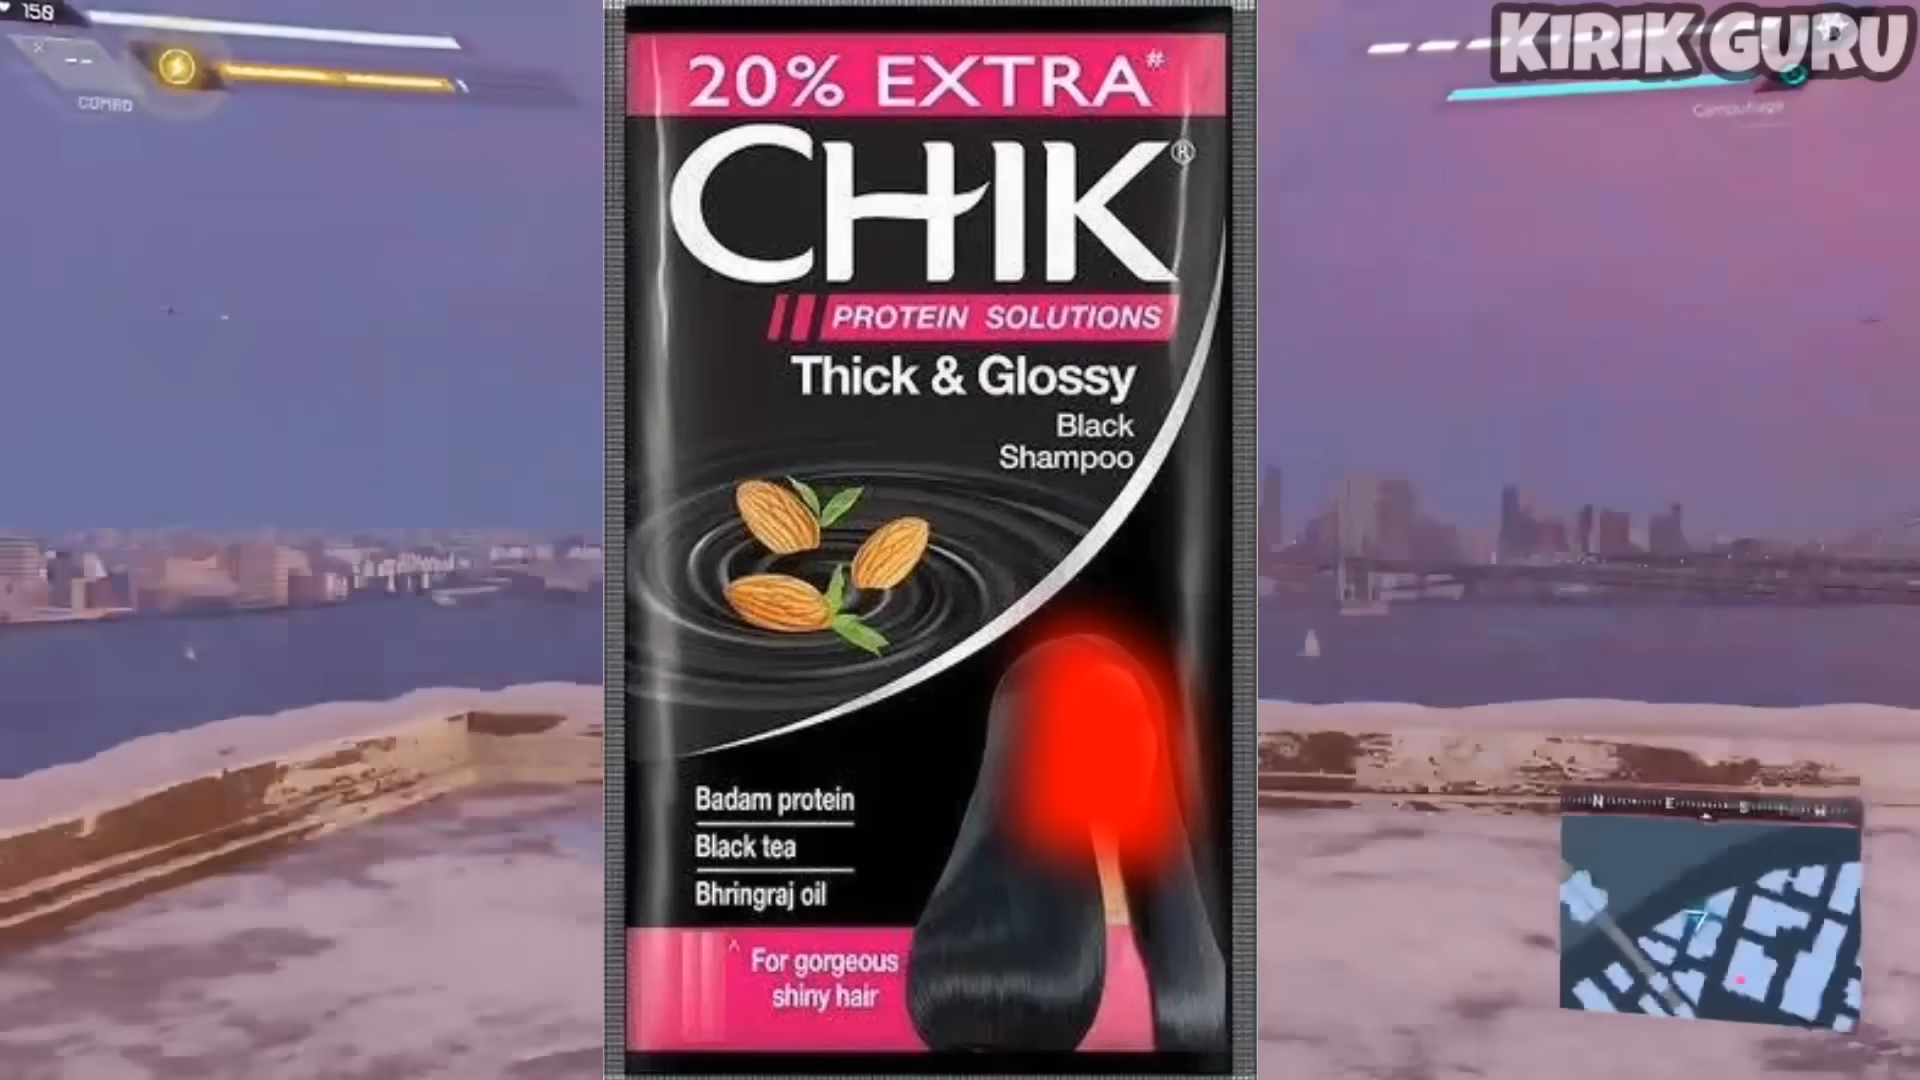 158
COMBO
KIRIK GURU
Camouflage
20% EXTRA#
CHIK®
PROTEIN SOLUTIONS
Thick & Glossy
Black
Shampoo
Badam protein
Black tea
Bhringraj oil
^ For gorgeous
shiny hair
N E S W